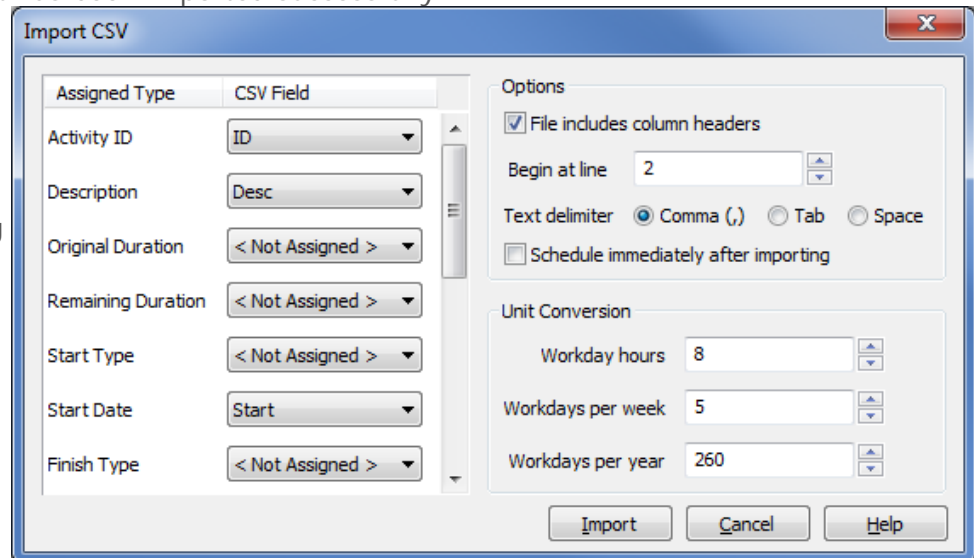 Import CSV
Assigned Type CSV Field
Activity ID ID
Description Desc
Original Duration < Not Assigned >
Remaining Duration < Not Assigned >
Start Type < Not Assigned >
Start Date Start
Finish Type < Not Assigned >
Options
File includes column headers
Begin at line 2
Text delimiter Comma (,) Tab Space
Schedule immediately after importing
Unit Conversion
Workday hours 8
Workdays per week 5
Workdays per year 260
Import Cancel Help